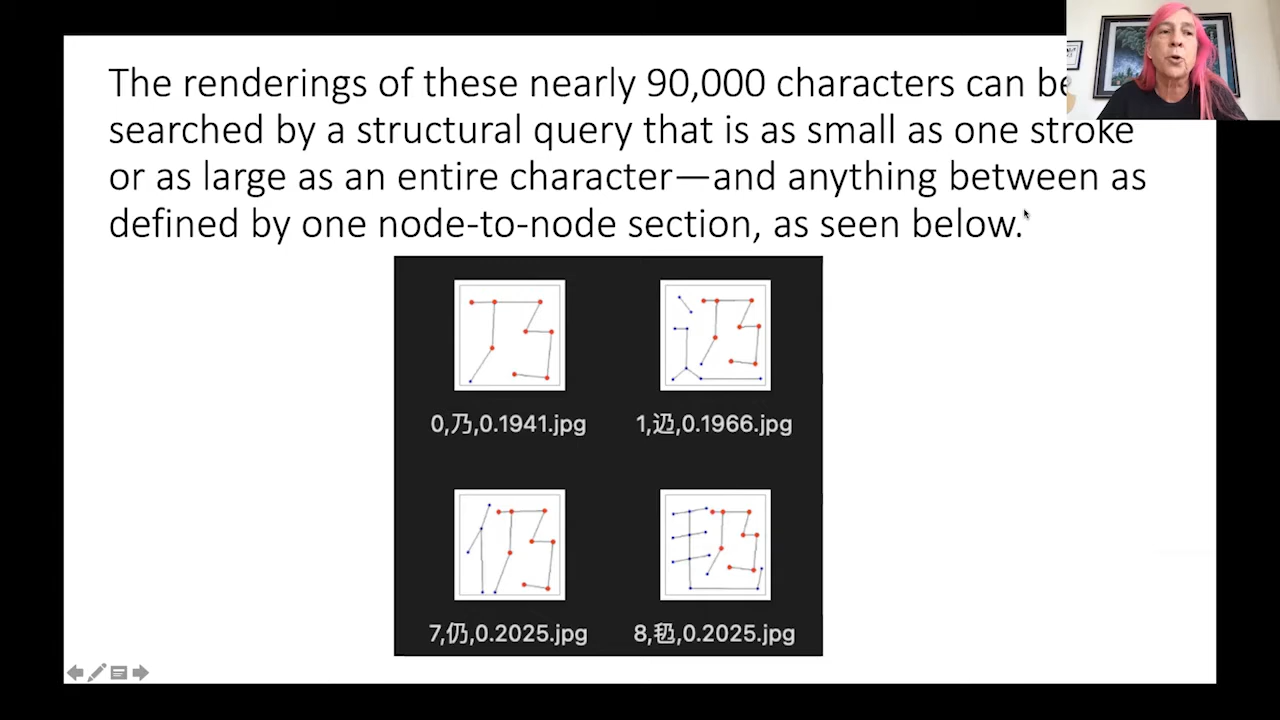 The renderings of these nearly 90,000 characters can be
searched by a structural query that is as small as one stroke
or as large as an entire character—and anything between as
defined by one node-to-node section, as seen below.
0,乃,0.1941.jpg
1,辸,0.1966.jpg
7,仍,0.2025.jpg
8,㲌,0.2025.jpg